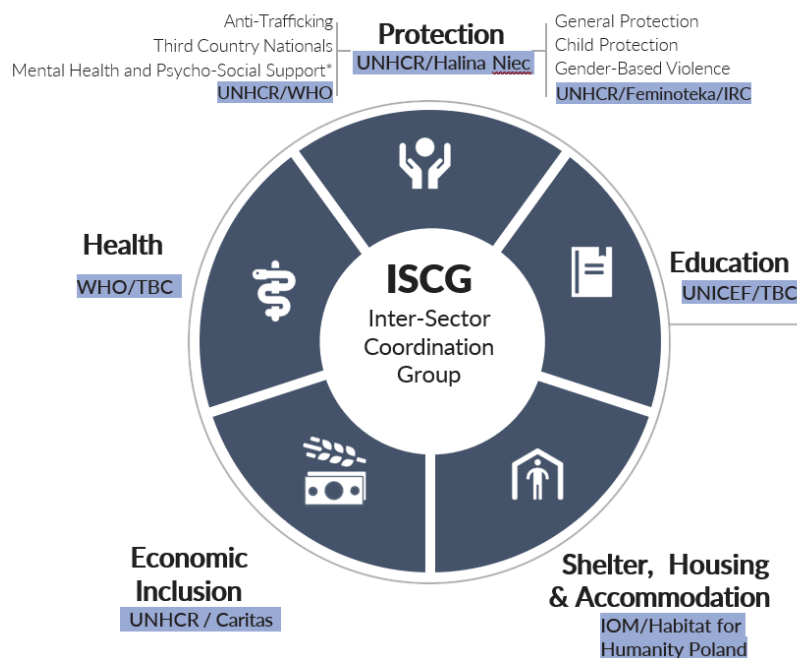 Anti-Trafficking
Third Country Nationals
Mental Health and Psycho-Social Support*
UNHCR/WHO
Protection
UNHCR/Halina Niec
General Protection
Child Protection
Gender-Based Violence
UNHCR/Feminoteka/IRC
Health
WHO/TBC
ISCG
Inter-Sector
Coordination
Group
Education
UNICEF/TBC
Economic
Inclusion
UNHCR / Caritas
Shelter, Housing
& Accommodation
IOM/Habitat for
Humanity Poland